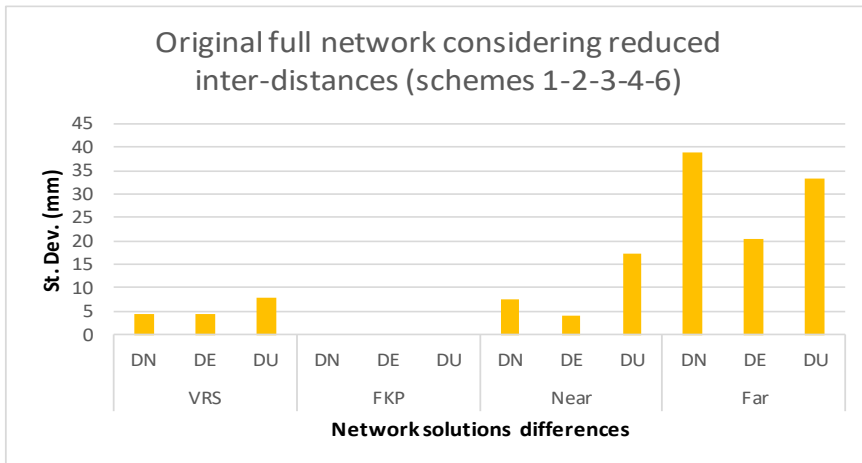 Original full network considering reduced
inter-distances (schemes 1-2-3-4-6)
St. Dev. (mm)
45
40
35
30
25
20
15
10
5
0
DN DE DU DN DE DU DN DE DU DN DE DU
VRS FKP Near Far
Network solutions differences